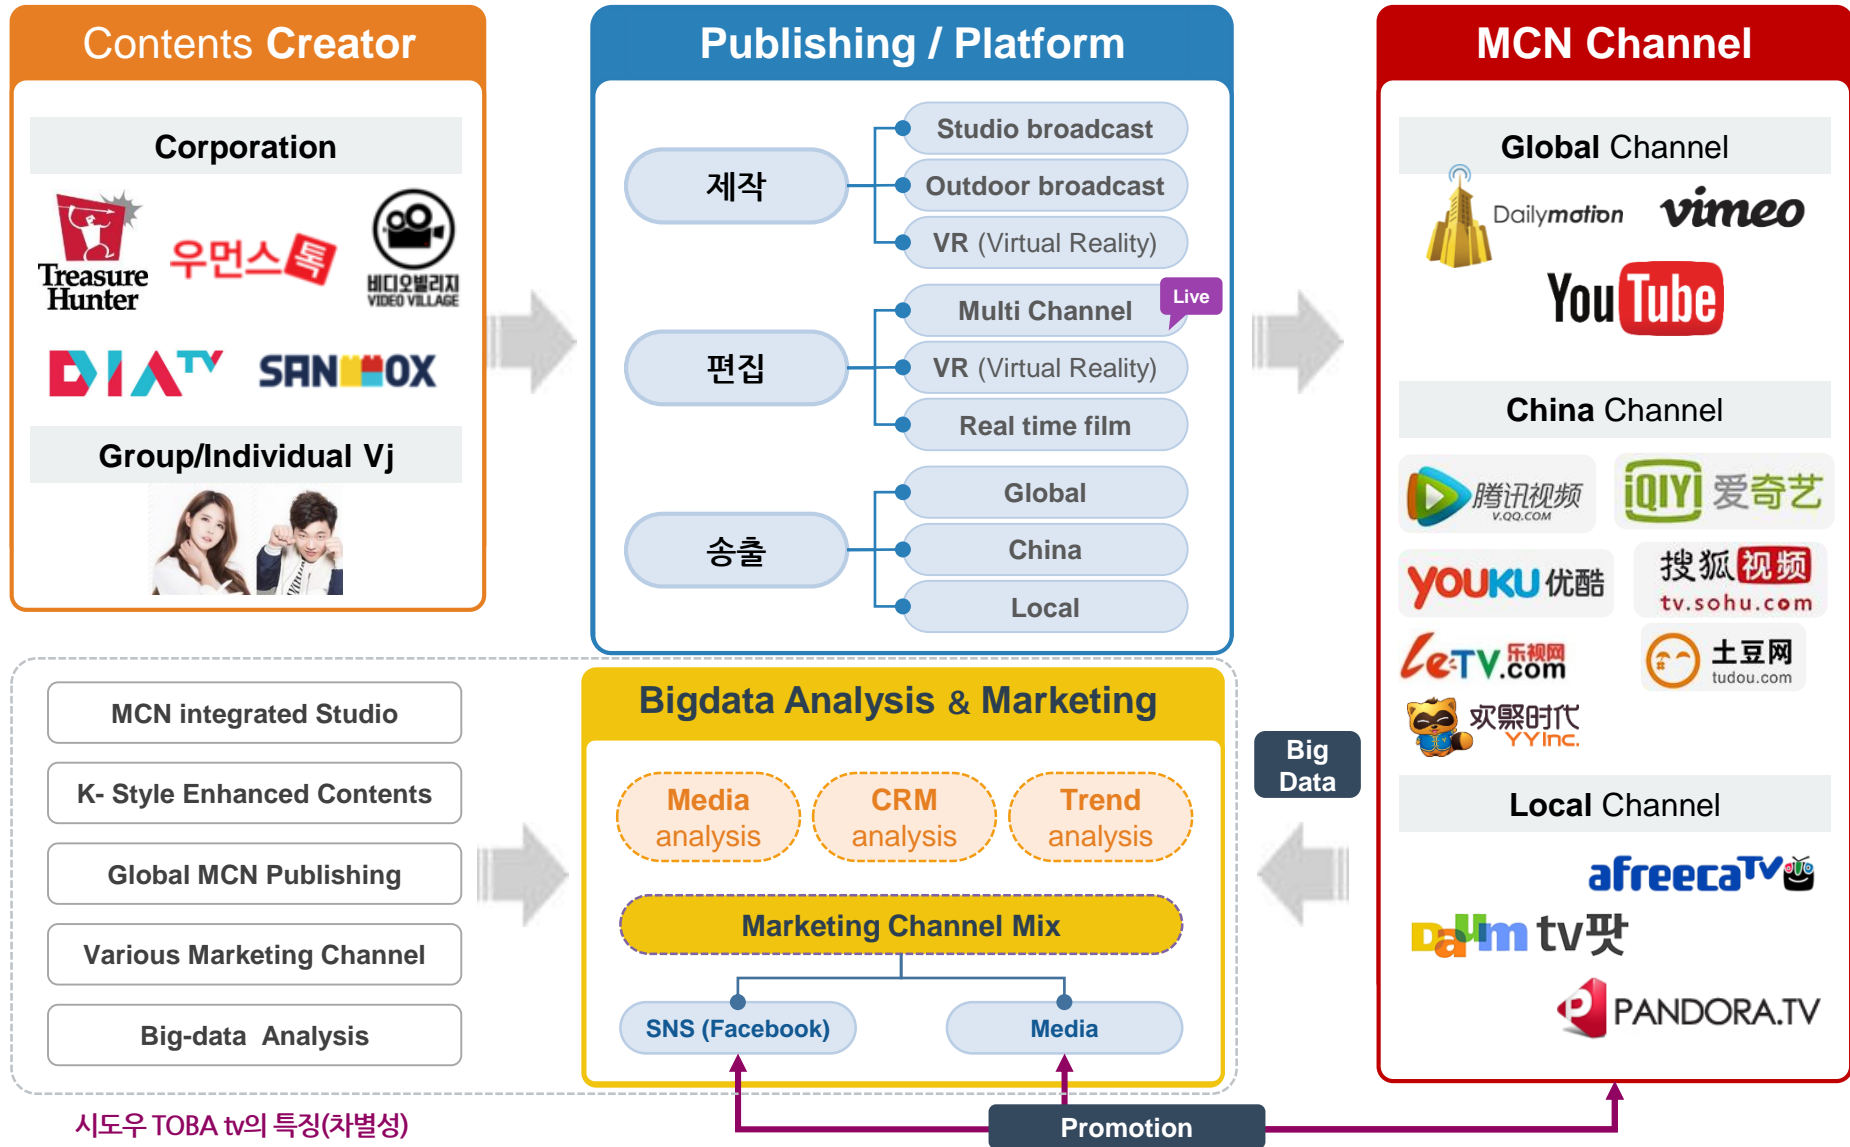 Contents Creator
Corporation
Treasure
Hunter
우먼스톡
비디오빌리지
VIDEO VILLAGE
DIA TV
SANDBOX
Group/Individual Vj
Publishing / Platform
제작
Studio broadcast
Outdoor broadcast
VR (Virtual Reality)
편집
Multi Channel
Live
VR (Virtual Reality)
Real time film
송출
Global
China
Local
MCN Channel
Global Channel
Dailymotion
vimeo
YouTube
China Channel
腾讯视频
V.QQ.COM
iQIYI 爱奇艺
YOUKU 优酷
搜狐视频
tv.sohu.com
LeTV.com 乐视网
土豆网
tudou.com
欢聚时代
YY Inc.
Local Channel
afreecaTV
Daum tv팟
PANDORA.TV
MCN integrated Studio
K- Style Enhanced Contents
Global MCN Publishing
Various Marketing Channel
Big-data Analysis
Bigdata Analysis & Marketing
Media
analysis
CRM
analysis
Trend
analysis
Marketing Channel Mix
SNS (Facebook)
Media
Big
Data
Promotion
시도우 TOBA tv의 특징(차별성)